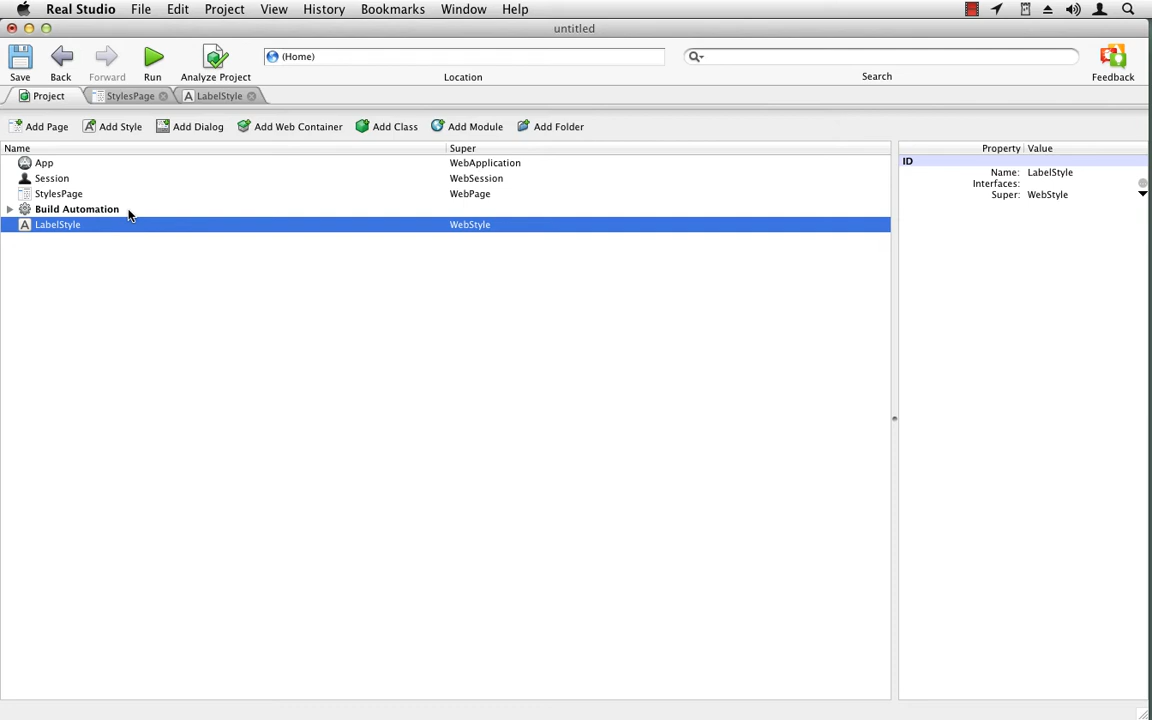 Real Studio File Edit Project View History Bookmarks Window Help
untitled
(Home)
Save Back Forward Run Analyze Project Location Search Feedback
Project StylesPage LabelStyle
Add Page Add Style Add Dialog Add Web Container Add Class Add Module Add Folder
Name Super Property Value
ID
App WebApplication
Session WebSession
StylesPage WebPage
Build Automation
LabelStyle WebStyle
Name: LabelStyle
Interfaces:
Super: WebStyle